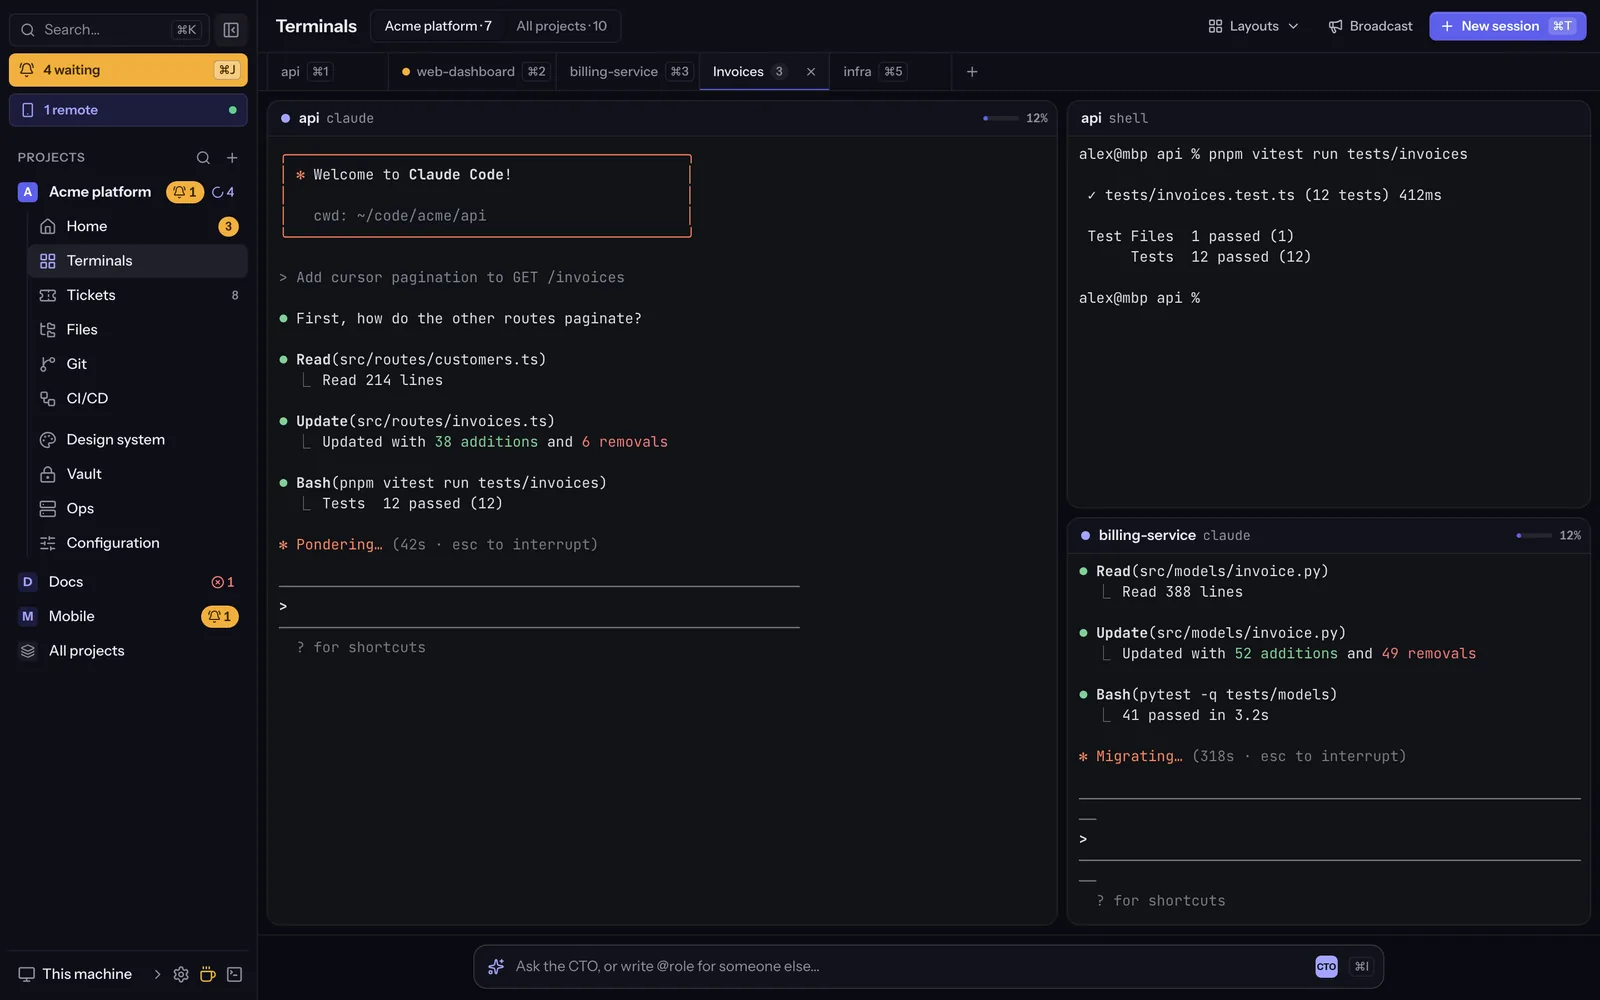 Search... ⌘K
4 waiting ⌘J
1 remote
PROJECTS
A Acme platform 1 4
Home 3
Terminals
Tickets 8
Files
Git
CI/CD
Design system
Vault
Ops
Configuration
D Docs 1
M Mobile 1
All projects
This machine
Terminals Acme platform · 7 All projects · 10 Layouts Broadcast + New session ⌘T
api ⌘1 web-dashboard ⌘2 billing-service ⌘3 Invoices 3 × infra ⌘5 +
api claude 12%
✻ Welcome to Claude Code!
cwd: ~/code/acme/api
> Add cursor pagination to GET /invoices
● First, how do the other routes paginate?
● Read(src/routes/customers.ts)
⎿ Read 214 lines
● Update(src/routes/invoices.ts)
⎿ Updated with 38 additions and 6 removals
● Bash(pnpm vitest run tests/invoices)
⎿ Tests 12 passed (12)
✻ Pondering… (42s · esc to interrupt)
>
? for shortcuts
api shell
alex@mbp api % pnpm vitest run tests/invoices
✓ tests/invoices.test.ts (12 tests) 412ms
Test Files 1 passed (1)
Tests 12 passed (12)
alex@mbp api %
billing-service claude 12%
● Read(src/models/invoice.py)
⎿ Read 388 lines
● Update(src/models/invoice.py)
⎿ Updated with 52 additions and 49 removals
● Bash(pytest -q tests/models)
⎿ 41 passed in 3.2s
✻ Migrating… (318s · esc to interrupt)
>
? for shortcuts
Ask the CTO, or write @role for someone else... CTO ⌘I